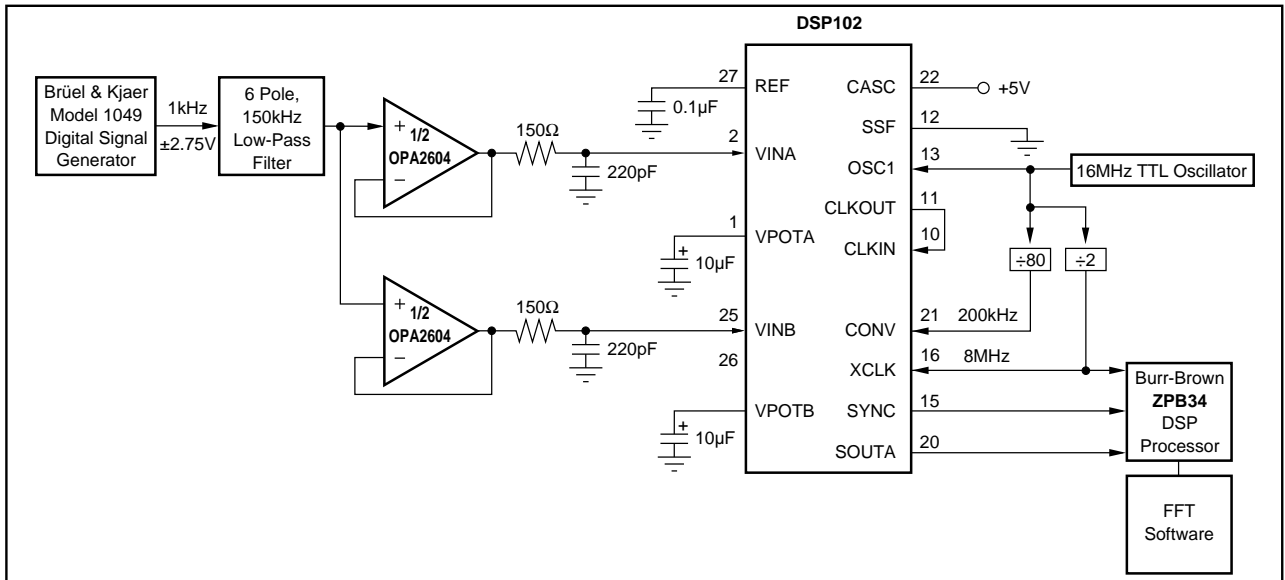 DSP102
Brüel & Kjaer
Model 1049
Digital Signal
Generator
1kHz
±2.75V
6 Pole,
150kHz
Low-Pass
Filter
+
1/2
OPA2604
–
150Ω
220pF
+
1/2
OPA2604
–
150Ω
220pF
0.1µF
+
10µF
+
10µF
27
2
1
25
26
REF
VINA
VPOTA
VINB
VPOTB
CASC
SSF
OSC1
CLKOUT
CLKIN
CONV
XCLK
SYNC
SOUTA
22
12
13
11
10
21
16
15
20
+5V
16MHz TTL Oscillator
÷80
÷2
200kHz
8MHz
Burr-Brown
ZPB34
DSP
Processor
FFT
Software